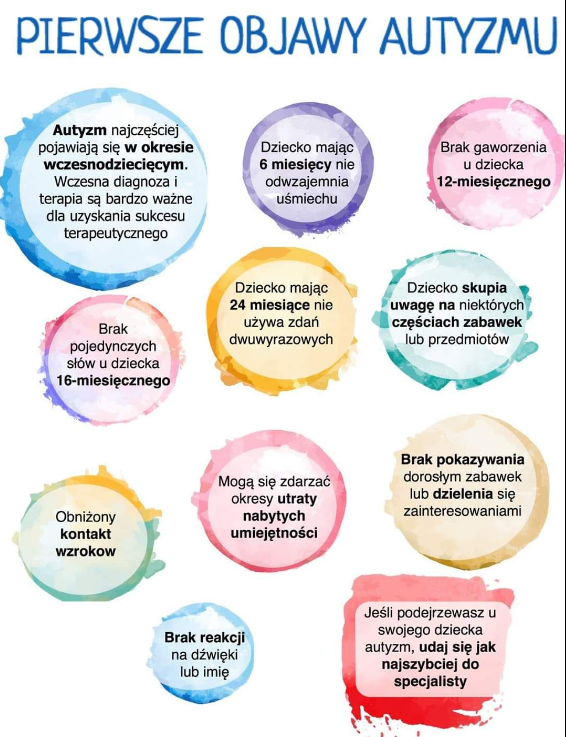 PIERWSZE OBJAWY AUTYZMU
Autyzm najczęściej
pojawiają się w okresie
wczesnodziecięcym.
Wczesna diagnoza i
terapia są bardzo ważne
dla uzyskania sukcesu
terapeutycznego
Dziecko mając
6 miesięcy nie
odwzajemnia
uśmiechu
Brak gaworzenia
u dziecka
12-miesięcznego
Brak
pojedynczych
słów u dziecka
16-miesięcznego
Dziecko mając
24 miesiące nie
używa zdań
dwuwyrazowych
Dziecko skupia
uwagę na niektórych
częściach zabawek
lub przedmiotów
Obniżony
kontakt
wzrokow
Mogą się zdarzać
okresy utraty
nabytych
umiejętności
Brak pokazywania
dorosłym zabawek
lub dzielenia się
zainteresowaniami
Brak reakcji
na dźwięki
lub imię
Jeśli podejrzewasz u
swojego dziecka
autyzm, udaj się jak
najszybciej do
specjalisty